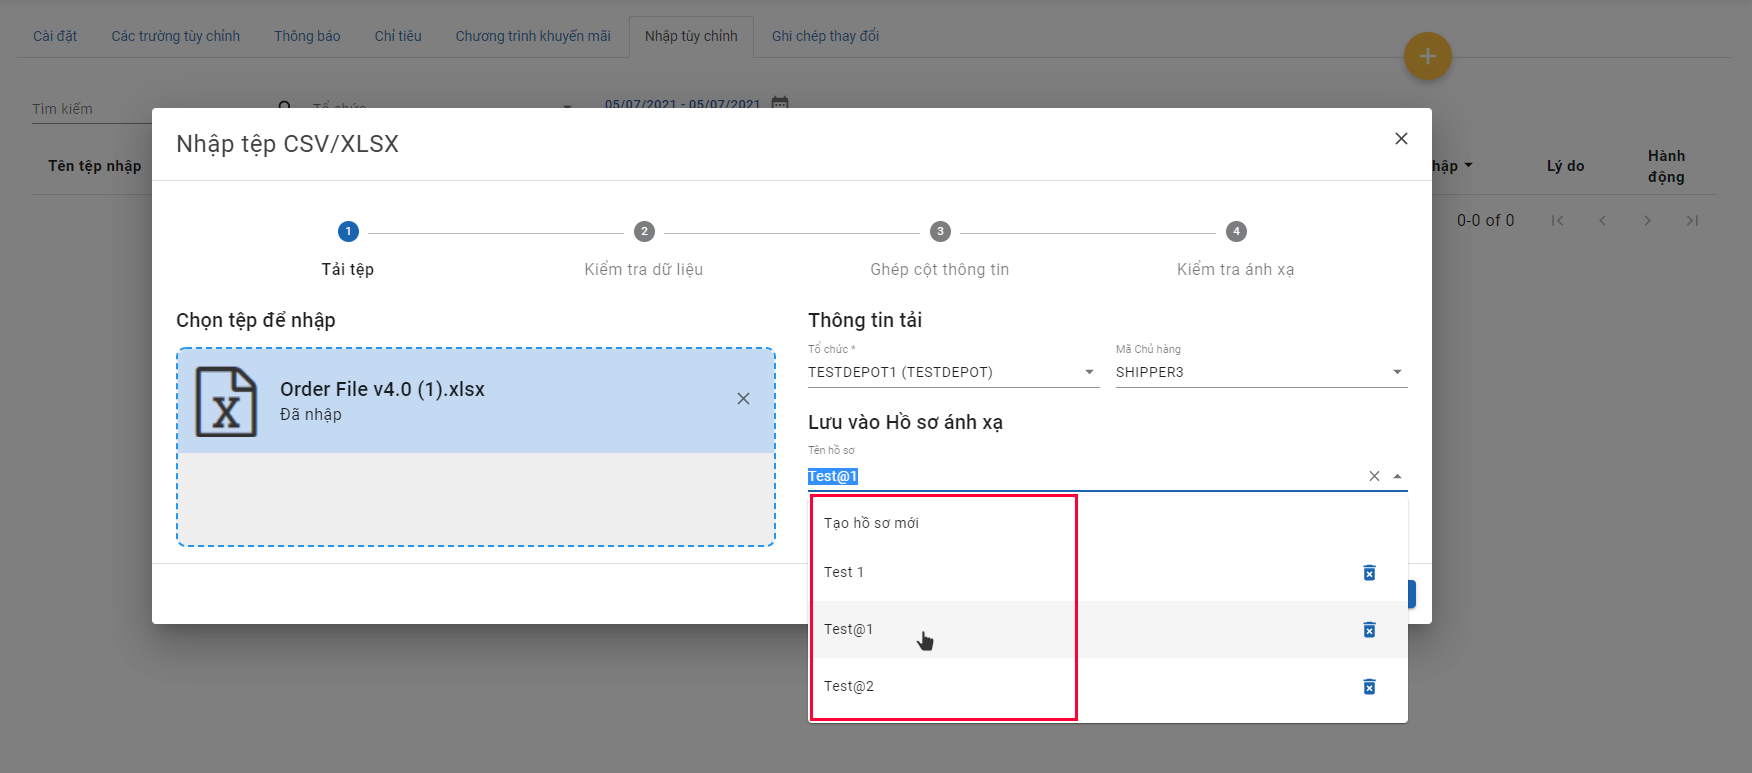 Cài đặt Các trường tùy chỉnh Thông báo Chỉ tiêu Chương trình khuyến mãi Nhập tùy chỉnh Ghi chép thay đổi
Tìm kiếm Tổ chức 05/07/2021 - 05/07/2021
Nhập tệp CSV/XLSX
Tên tệp nhập Lý do Hành động
0-0 of 0
1 2 3 4
Tải tệp Kiểm tra dữ liệu Ghép cột thông tin Kiểm tra ánh xạ
Chọn tệp để nhập
Order File v4.0 (1).xlsx
Đã nhập
Thông tin tải
Tổ chức * Mã Chủ hàng
TESTDEPOT1 (TESTDEPOT) SHIPPER3
Lưu vào Hồ sơ ánh xạ
Tên hồ sơ
Test@1
Tạo hồ sơ mới
Test 1
Test@1
Test@2